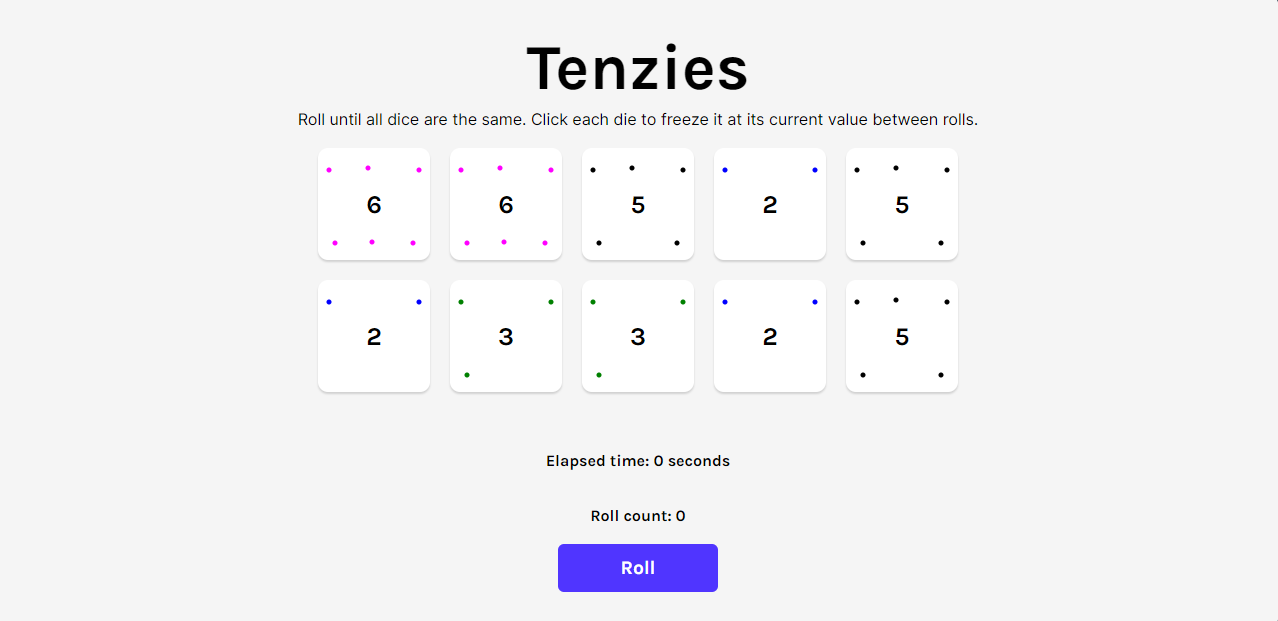 Tenzies
Roll until all dice are the same. Click each die to freeze it at its current value between rolls.
6 6 5 2 5
2 3 3 2 5
Elapsed time: 0 seconds
Roll count: 0
Roll